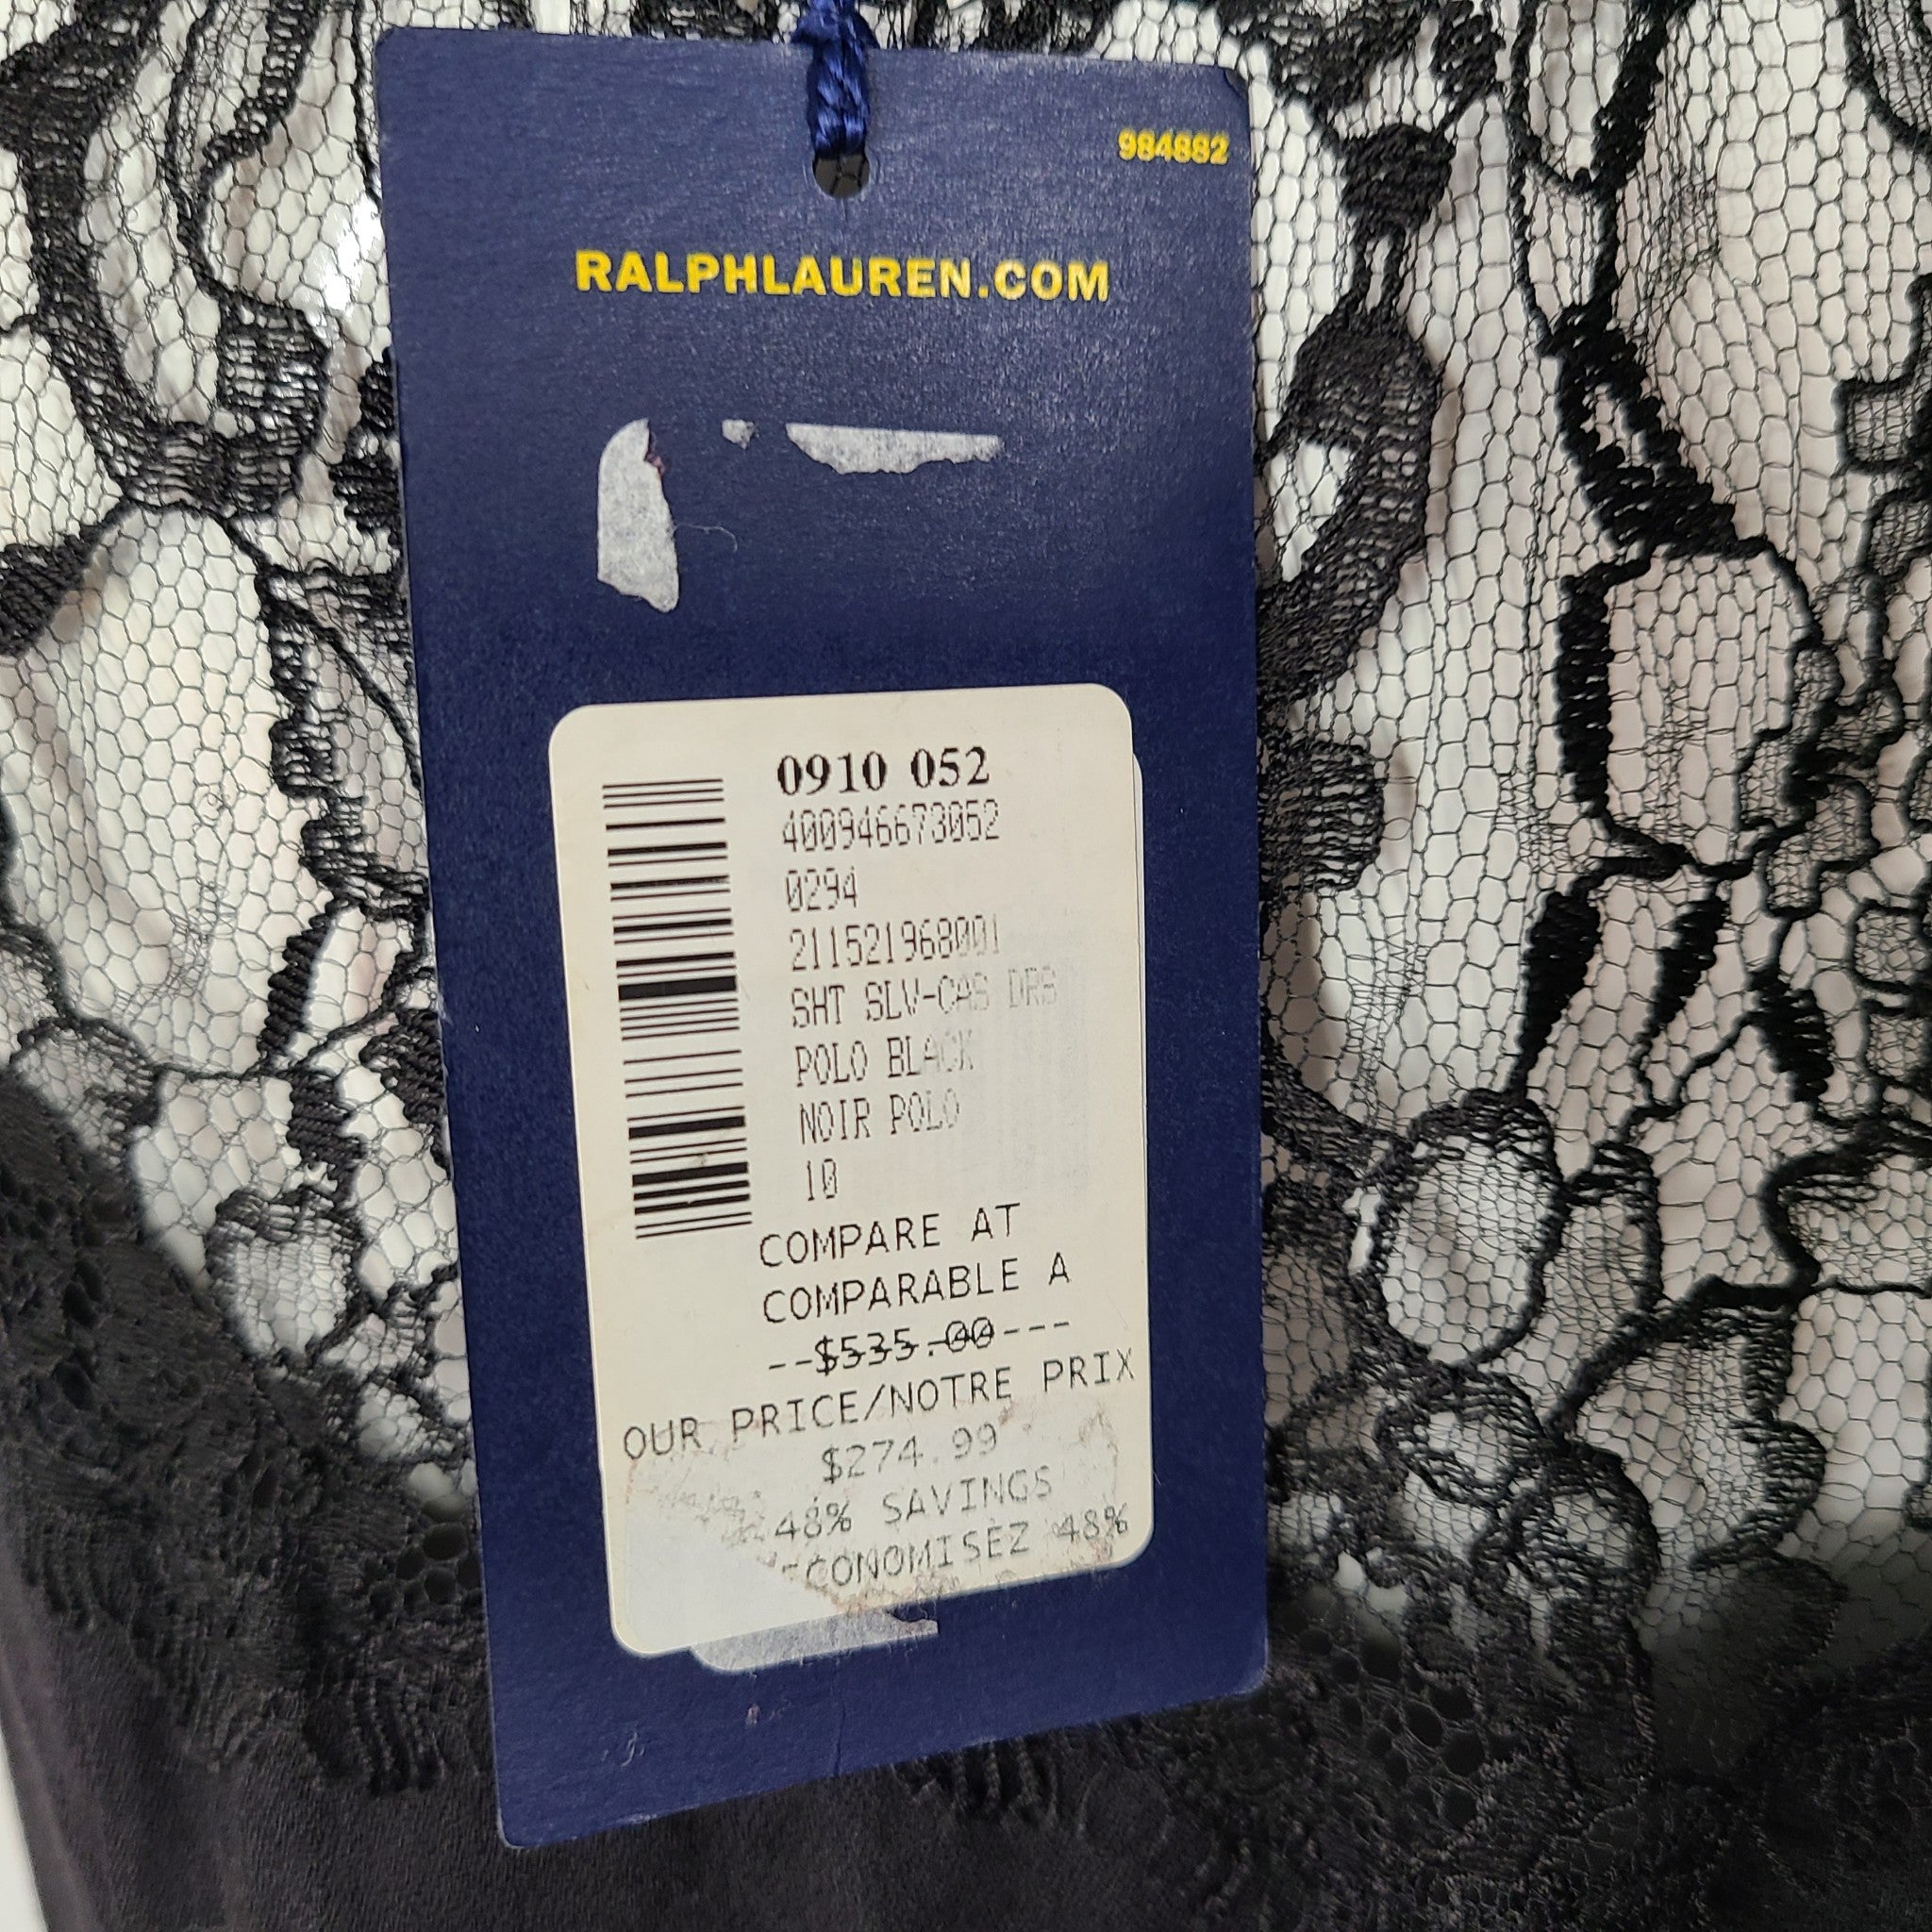 984882
RALPHLAUREN.COM
0910 052
400946673052
0294
211521968001
SHT SLV-CAS DRS
POLO BLACK
NOIR POLO
10
COMPARE AT
COMPARABLE A
--$535.00---
OUR PRICE/NOTRE PRIX
$274.99
48% SAVINGS
ECONOMISEZ 48%